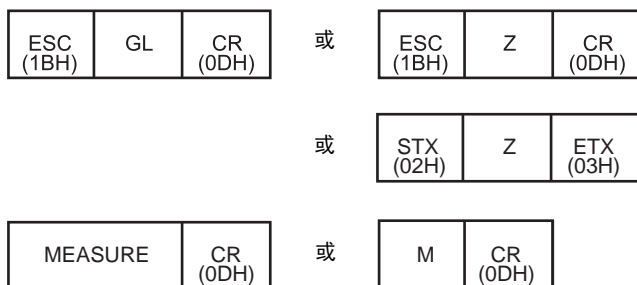 ESC GL CR 或 ESC Z CR
(1BH) (0DH) (1BH) (0DH)
或 STX Z ETX
(02H) (03H)
MEASURE CR 或 M CR
(0DH) (0DH)